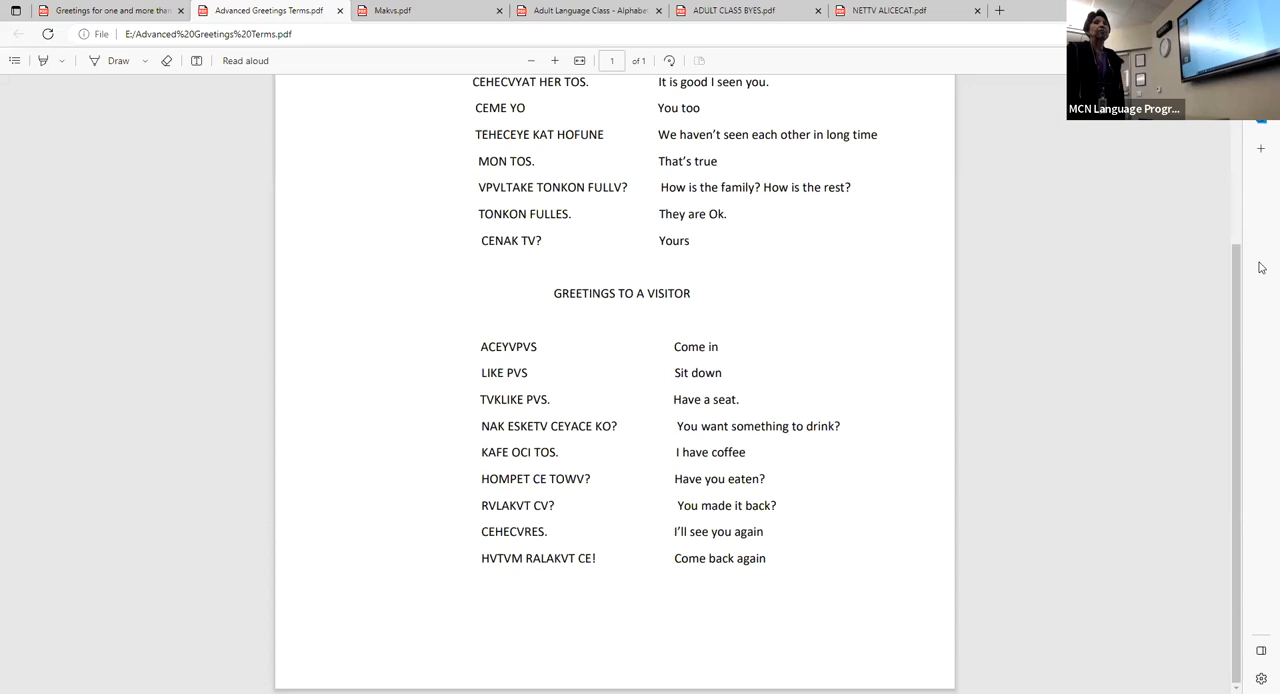 Greetings for one and more than
Advanced Greetings Terms.pdf
Makvs.pdf
Adult Language Class - Alphabe
ADULT CLASS BYES.pdf
NETTV ALICECAT.pdf
File E:/Advanced%20Greetings%20Terms.pdf
Draw
Read aloud
1 of 1
MCN Language Progr...
CEHECVYAT HER TOS. It is good I seen you.
CEME YO You too
TEHECEYE KAT HOFUNE We haven't seen each other in long time
MON TOS. That's true
VPVLTAKE TONKON FULLV? How is the family? How is the rest?
TONKON FULLES. They are Ok.
CENAK TV? Yours
GREETINGS TO A VISITOR
ACEYVPVS Come in
LIKE PVS Sit down
TVKLIKE PVS. Have a seat.
NAK ESKETV CEYACE KO? You want something to drink?
KAFE OCI TOS. I have coffee
HOMPET CE TOWV? Have you eaten?
RVLAKVT CV? You made it back?
CEHECVRES. I'll see you again
HVTVM RALAKVT CE! Come back again